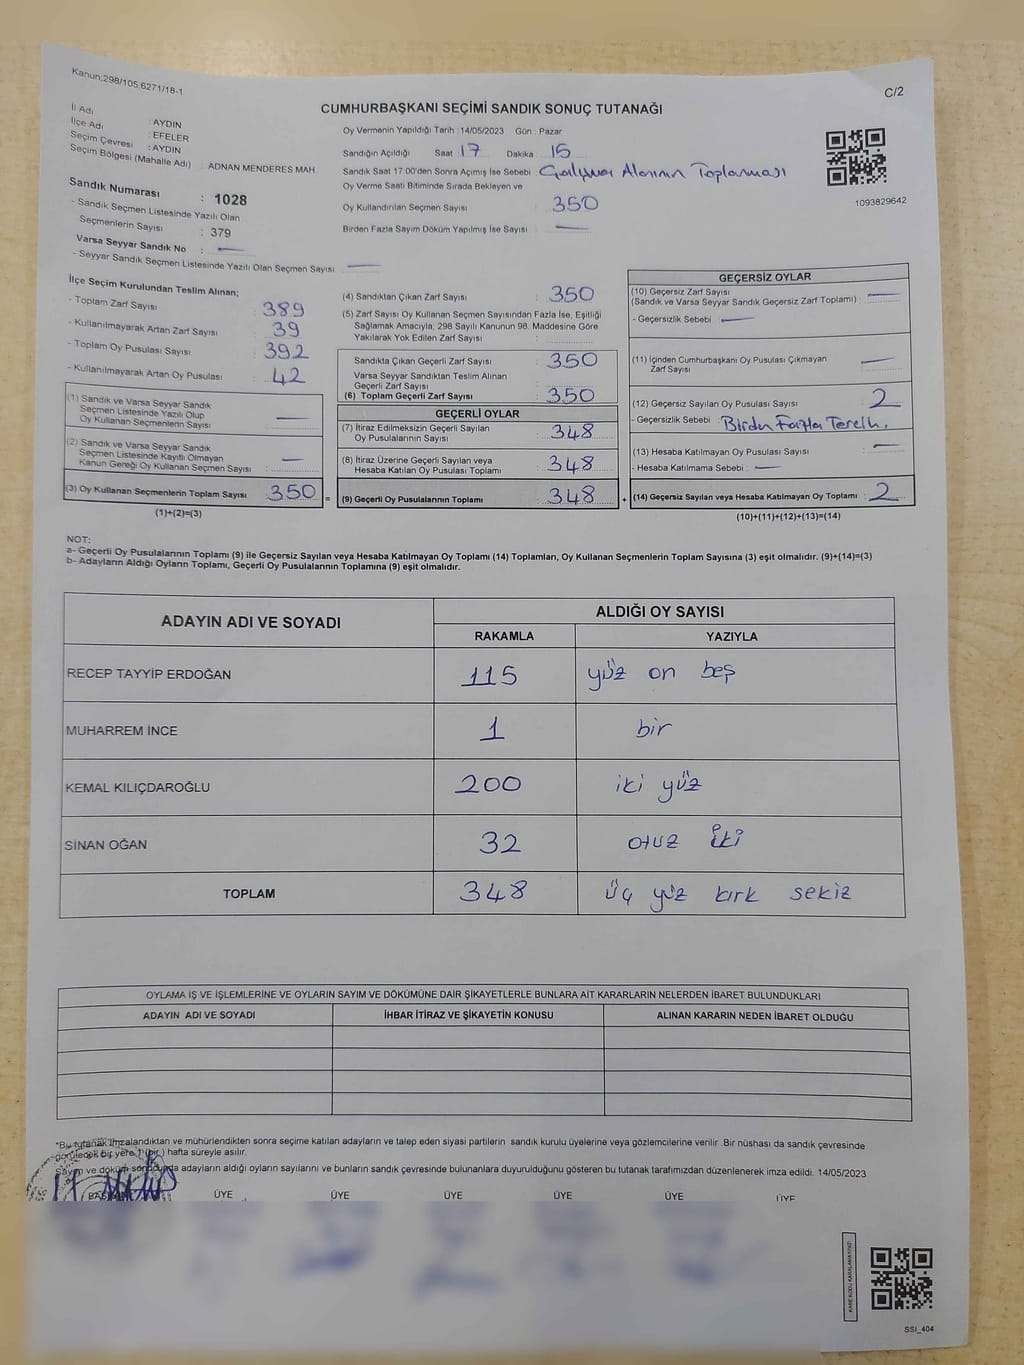 Kanun;298/105,6271/18-1
C/2
CUMHURBAŞKANI SEÇİMİ SANDIK SONUÇ TUTANAĞI
İl Adı : AYDIN
İlçe Adı : EFELER
Seçim Çevresi : AYDIN
Seçim Bölgesi (Mahalle Adı) : ADNAN MENDERES MAH
Sandık Numarası : 1028
- Sandık Seçmen Listesinde Yazılı Olan
Seçmenlerin Sayısı : 379
Varsa Seyyar Sandık No : —
- Seyyar Sandık Seçmen Listesinde Yazılı Olan Seçmen Sayısı : —
Oy Vermenin Yapıldığı Tarih : 14/05/2023 Gün : Pazar
Sandığın Açıldığı Saat : 17 Dakika : 15
Sandık Saat 17:00'den Sonra Açımış İse Sebebi : Çalışma Alanının Toplanması
Oy Verme Saati Bitiminde Sırada Bekleyen ve
Oy Kullandırılan Seçmen Sayısı : 350
Birden Fazla Sayım Döküm Yapılmış İse Sayısı : —
1093829642
İlçe Seçim Kurulundan Teslim Alınan;
- Toplam Zarf Sayısı : 389
- Kullanılmayarak Artan Zarf Sayısı : 39
- Toplam Oy Pusulası Sayısı : 392
- Kullanılmayarak Artan Oy Pusulası : 42
(1) Sandık ve Varsa Seyyar Sandık
Seçmen Listesinde Yazılı Olup
Oy Kullanan Seçmenlerin Sayısı : —
(2) Sandık ve Varsa Seyyar Sandık
Seçmen Listesinde Kayıtlı Olmayan
Kanun Gereği Oy Kullanan Seçmen Sayısı : —
(3) Oy Kullanan Seçmenlerin Toplam Sayısı : 350
(1)+(2)=(3)
(4) Sandıktan Çıkan Zarf Sayısı : 350
(5) Zarf Sayısı Oy Kullanan Seçmen Sayısından Fazla İse, Eşitliği
Sağlamak Amacıyla; 298 Sayılı Kanunun 98. Maddesine Göre
Yakılarak Yok Edilen Zarf Sayısı :
Sandıkta Çıkan Geçerli Zarf Sayısı : 350
Varsa Seyyar Sandıktan Teslim Alınan
Geçerli Zarf Sayısı :
(6) Toplam Geçerli Zarf Sayısı : 350
GEÇERLİ OYLAR
(7) İtiraz Edilmeksizin Geçerli Sayılan
Oy Pusulalarının Sayısı : 348
(8) İtiraz Üzerine Geçerli Sayılan veya
Hesaba Katılan Oy Pusulası Toplamı : 348
= (9) Geçerli Oy Pusulalarının Toplamı : 348
GEÇERSİZ OYLAR
(10) Geçersiz Zarf Sayısı
(Sandık ve Varsa Seyyar Sandık Geçersiz Zarf Toplamı) : —
- Geçersizlik Sebebi : —
(11) İçinden Cumhurbaşkanı Oy Pusulası Çıkmayan
Zarf Sayısı : —
(12) Geçersiz Sayılan Oy Pusulası Sayısı : 2
- Geçersizlik Sebebi : Birden Fazla Tercih.
(13) Hesaba Katılmayan Oy Pusulası Sayısı : —
- Hesaba Katılmama Sebebi : —
+ (14) Geçersiz Sayılan veya Hesaba Katılmayan Oy Toplamı : 2
(10)+(11)+(12)+(13)=(14)
NOT:
a- Geçerli Oy Pusulalarının Toplamı (9) ile Geçersiz Sayılan veya Hesaba Katılmayan Oy Toplamı (14) Toplamları, Oy Kullanan Seçmenlerin Toplam Sayısına (3) eşit olmalıdır. (9)+(14)=(3)
b- Adayların Aldığı Oyların Toplamı, Geçerli Oy Pusulalarının Toplamına (9) eşit olmalıdır.
ADAYIN ADI VE SOYADI ALDIĞI OY SAYISI
RAKAMLA YAZIYLA
RECEP TAYYİP ERDOĞAN 115 yüz on beş
MUHARREM İNCE 1 bir
KEMAL KILIÇDAROĞLU 200 iki yüz
SİNAN OĞAN 32 otuz iki
TOPLAM 348 üç yüz kırk sekiz
OYLAMA İŞ VE İŞLEMLERİNE VE OYLARIN SAYIM VE DÖKÜMÜNE DAİR ŞİKAYETLERLE BUNLARA AİT KARARLARIN NELERDEN İBARET BULUNDUKLARI
ADAYIN ADI VE SOYADI İHBAR İTİRAZ VE ŞİKAYETİN KONUSU ALINAN KARARIN NEDEN İBARET OLDUĞU
*Bu tutanak imzalandıktan ve mühürlendikten sonra seçime katılan adayların ve talep eden siyasi partilerin sandık kurulu üyelerine veya gözlemcilerine verilir .Bir nüshası da sandık çevresinde
görülecek bir yere 1 (bir) hafta süreyle asılır.
Sayım ve döküm sonucunda adayların aldığı oyların sayılarını ve bunların sandık çevresinde bulunanlara duyurulduğunu gösteren bu tutanak tarafımızdan düzenlenerek imza edildi. 14/05/2023
BAŞKAN ÜYE ÜYE ÜYE ÜYE ÜYE ÜYE
SSI_404